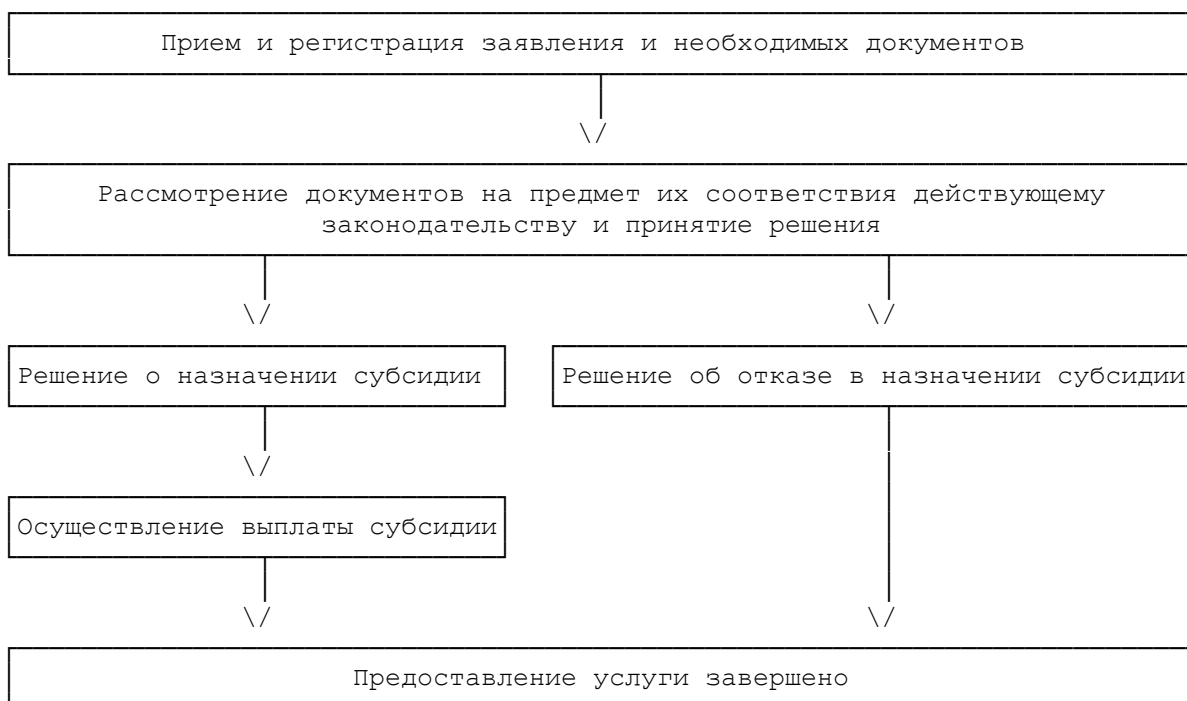 Прием и регистрация заявления и необходимых документов
Рассмотрение документов на предмет их соответствия действующему
законодательству и принятие решения
Решение о назначении субсидии
Решение об отказе в назначении субсидии
Осуществление выплаты субсидии
Предоставление услуги завершено